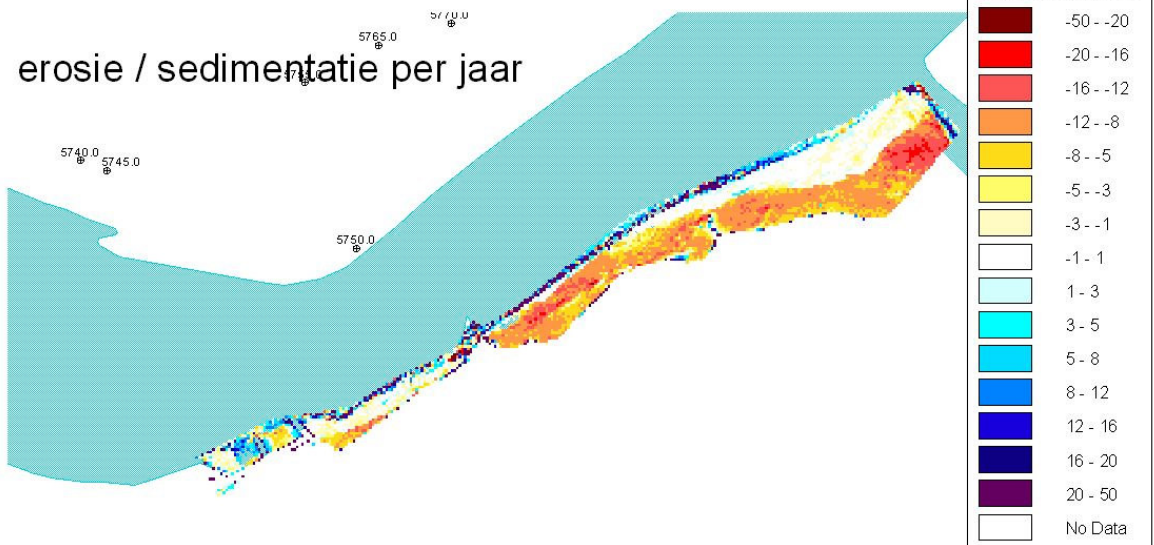 5770.0
5765.0
erosie / sedimentatie per jaar
5740.0
5745.0
5750.0
-50 - -20
-20 - -16
-16 - -12
-12 - -8
-8 - -5
-5 - -3
-3 - -1
-1 - 1
1 - 3
3 - 5
5 - 8
8 - 12
12 - 16
16 - 20
20 - 50
No Data